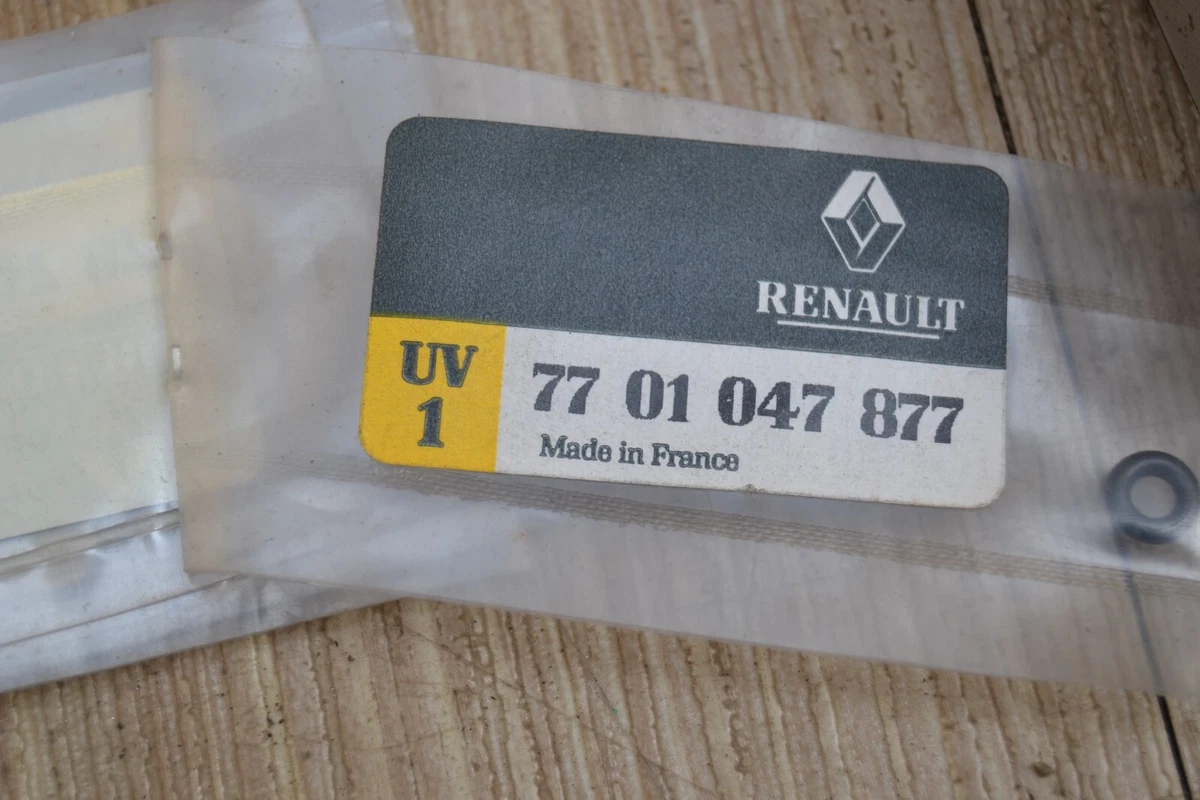 RENAULT
UV
1
77 01 047 877
Made in France